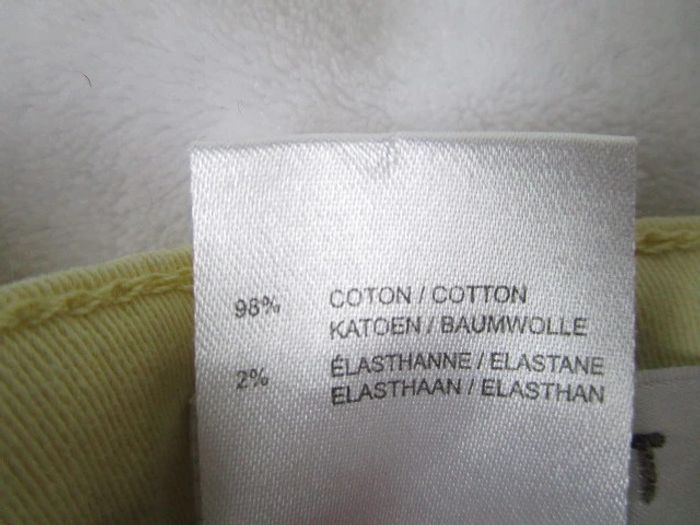 98% COTON / COTTON
KATOEN / BAUMWOLLE
2% ÉLASTHANNE / ELASTANE
ELASTHAAN / ELASTHAN